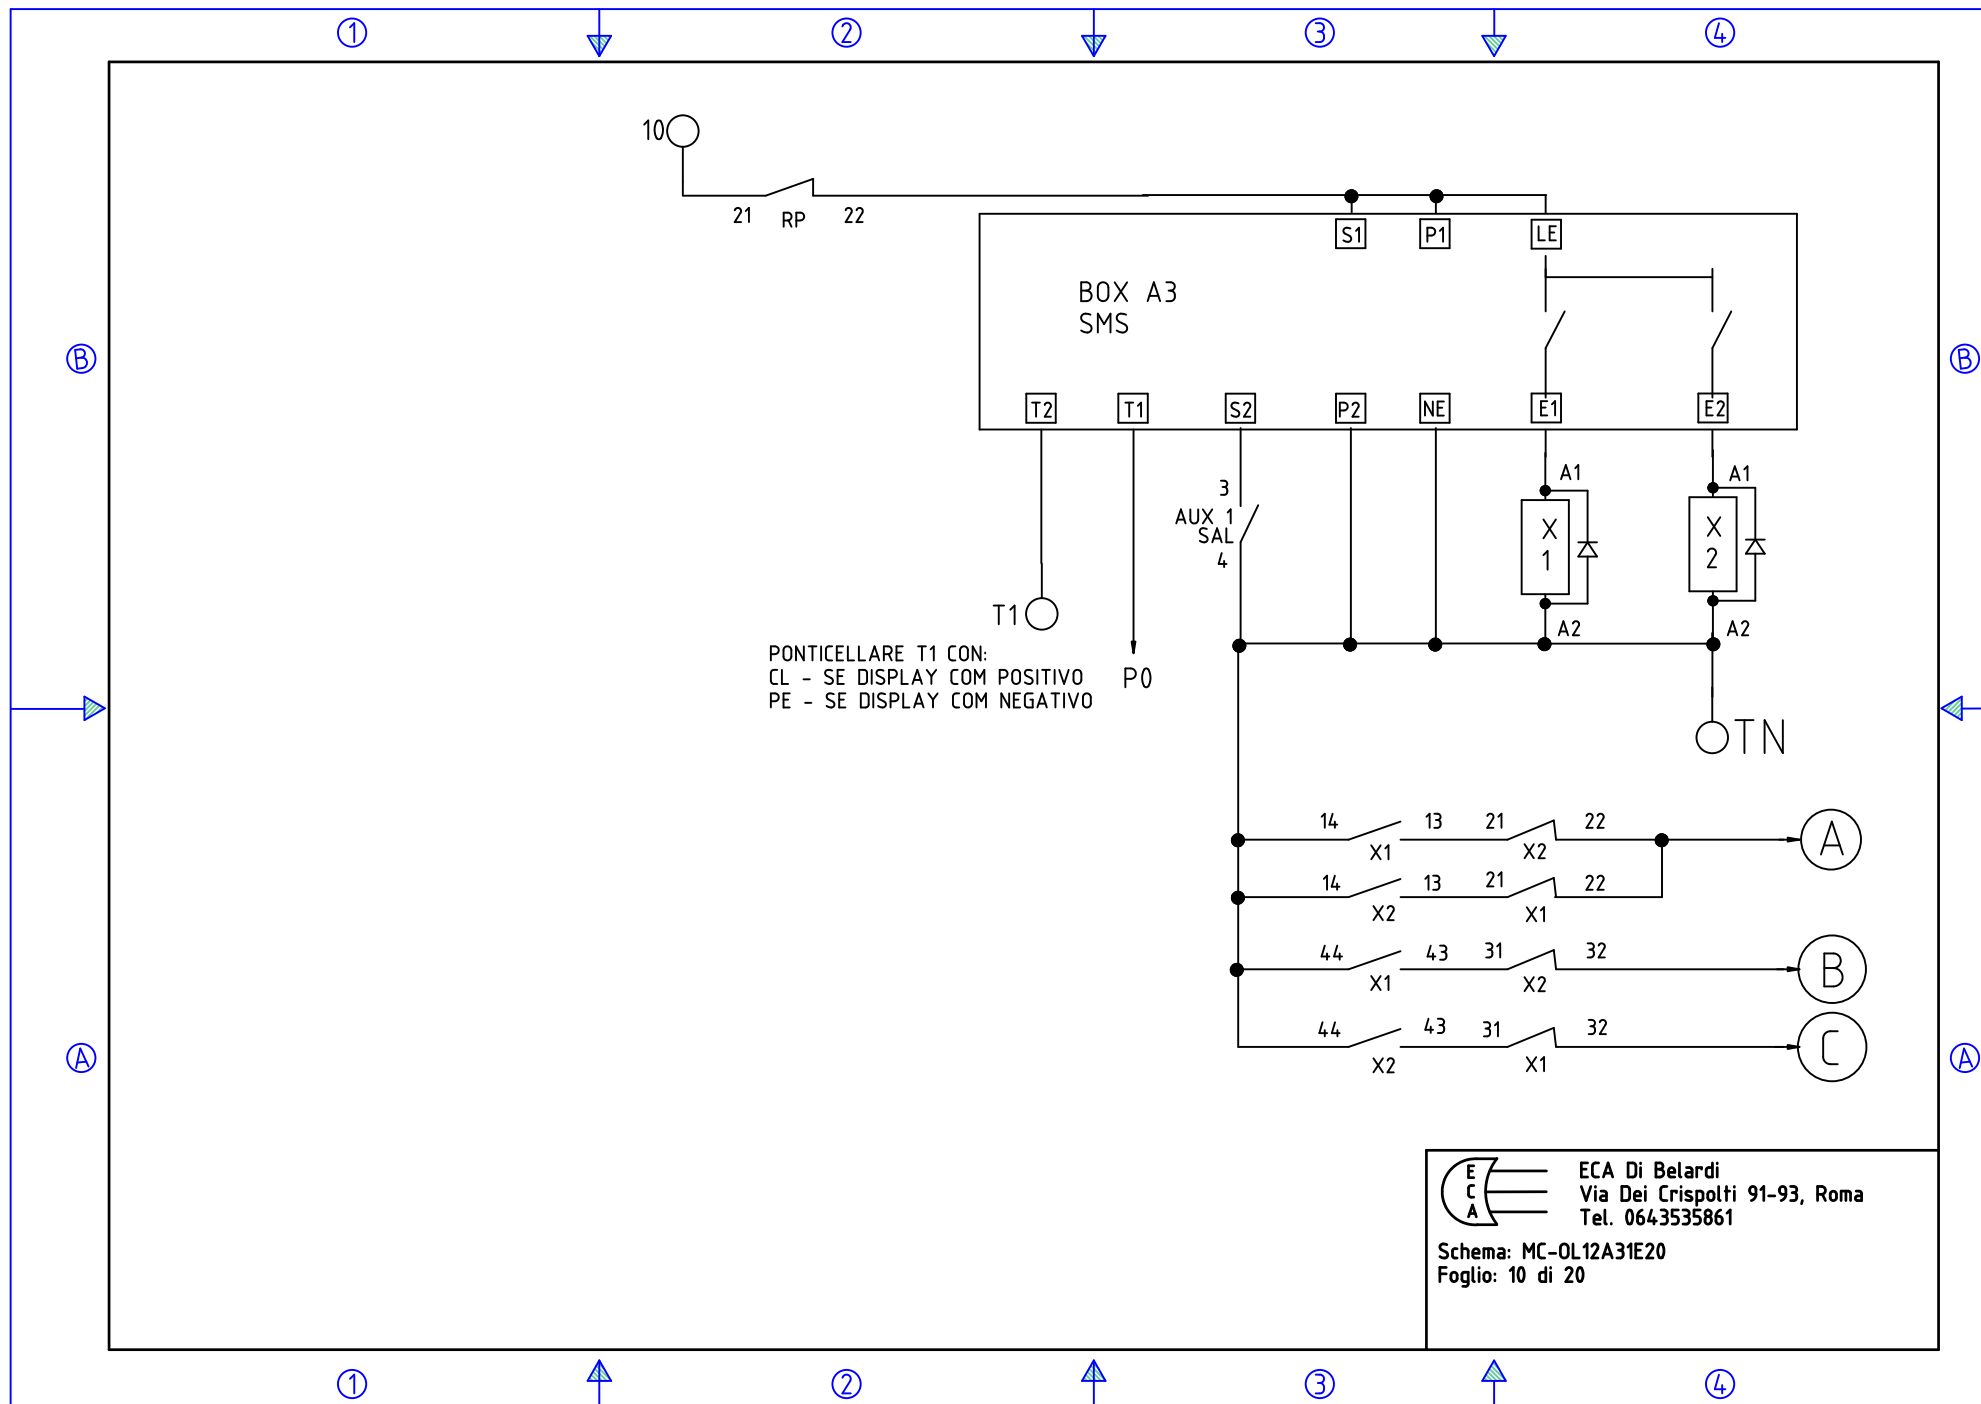 1 2 3 4
10
21 RP 22
S1 P1 LE
BOX A3
SMS
B B
T2 T1 S2 P2 NE E1 E2
A1 A1
3
AUX 1
SAL
4
X
1
X
2
A2 A2
T1
PONTICELLARE T1 CON:
CL - SE DISPLAY COM POSITIVO
PE - SE DISPLAY COM NEGATIVO
P0
TN
14 13 21 22
X1 X2
A
14 13 21 22
X2 X1
44 43 31 32
X1 X2
B
44 43 31 32
X2 X1
C
A A
E
C
A
ECA Di Belardi
Via Dei Crispolti 91-93, Roma
Tel. 0643535861
Schema: MC-OL12A31E20
Foglio: 10 di 20
1 2 3 4